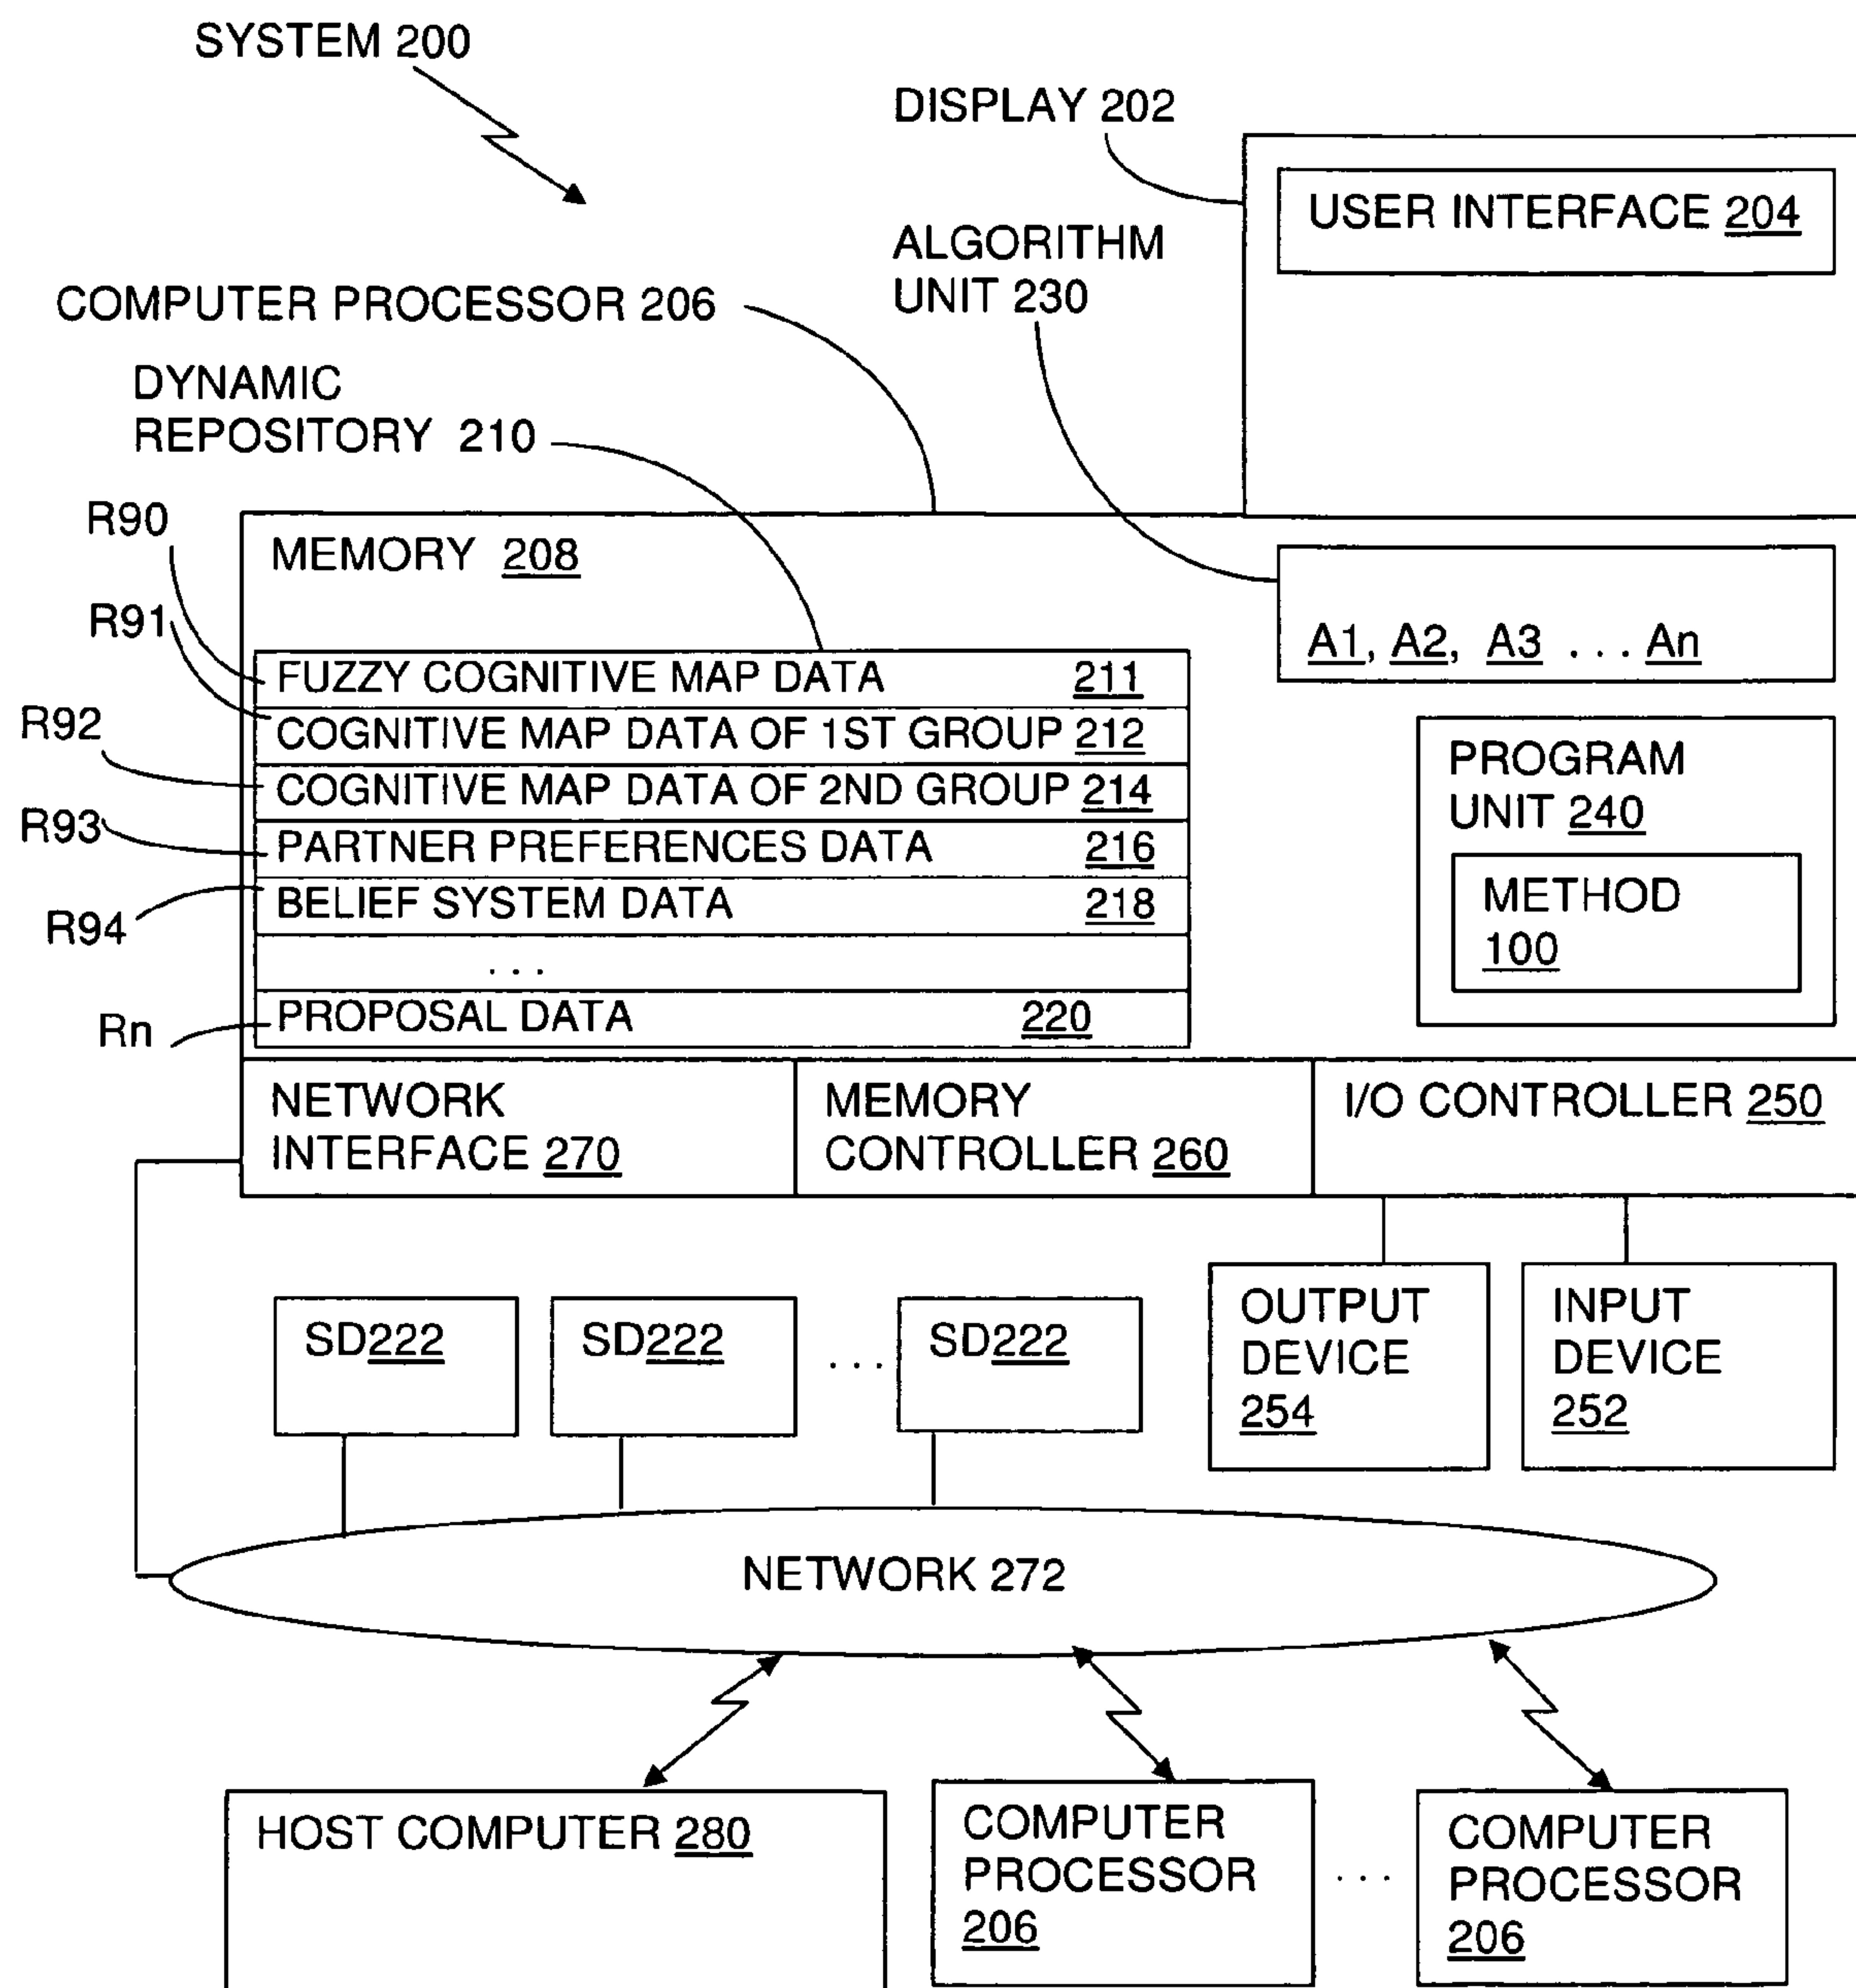 SYSTEM 200
DISPLAY 202
USER INTERFACE 204
ALGORITHM
UNIT 230
COMPUTER PROCESSOR 206
DYNAMIC
REPOSITORY 210
R90
MEMORY 208
R91
A1, A2, A3 ... An
FUZZY COGNITIVE MAP DATA 211
R92
COGNITIVE MAP DATA OF 1ST GROUP 212
COGNITIVE MAP DATA OF 2ND GROUP 214
R93
PARTNER PREFERENCES DATA 216
R94
BELIEF SYSTEM DATA 218
...
Rn
PROPOSAL DATA 220
PROGRAM
UNIT 240
METHOD
100
NETWORK
INTERFACE 270
MEMORY
CONTROLLER 260
I/O CONTROLLER 250
SD222
SD222
...
SD222
OUTPUT
DEVICE
254
INPUT
DEVICE
252
NETWORK 272
HOST COMPUTER 280
COMPUTER
PROCESSOR
206
...
COMPUTER
PROCESSOR
206